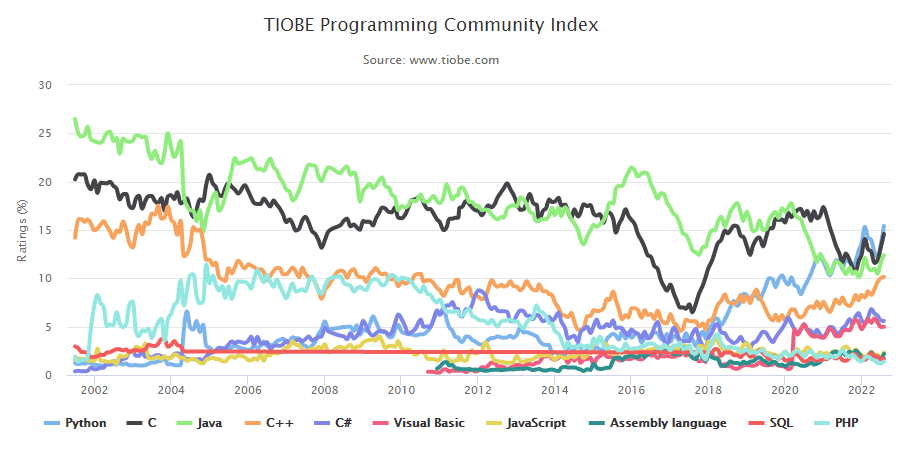 TIOBE Programming Community Index
Source: www.tiobe.com
Ratings (%)
30
25
20
15
10
5
0
2002 2004 2006 2008 2010 2012 2014 2016 2018 2020 2022
Python C Java C++ C# Visual Basic JavaScript Assembly language SQL PHP